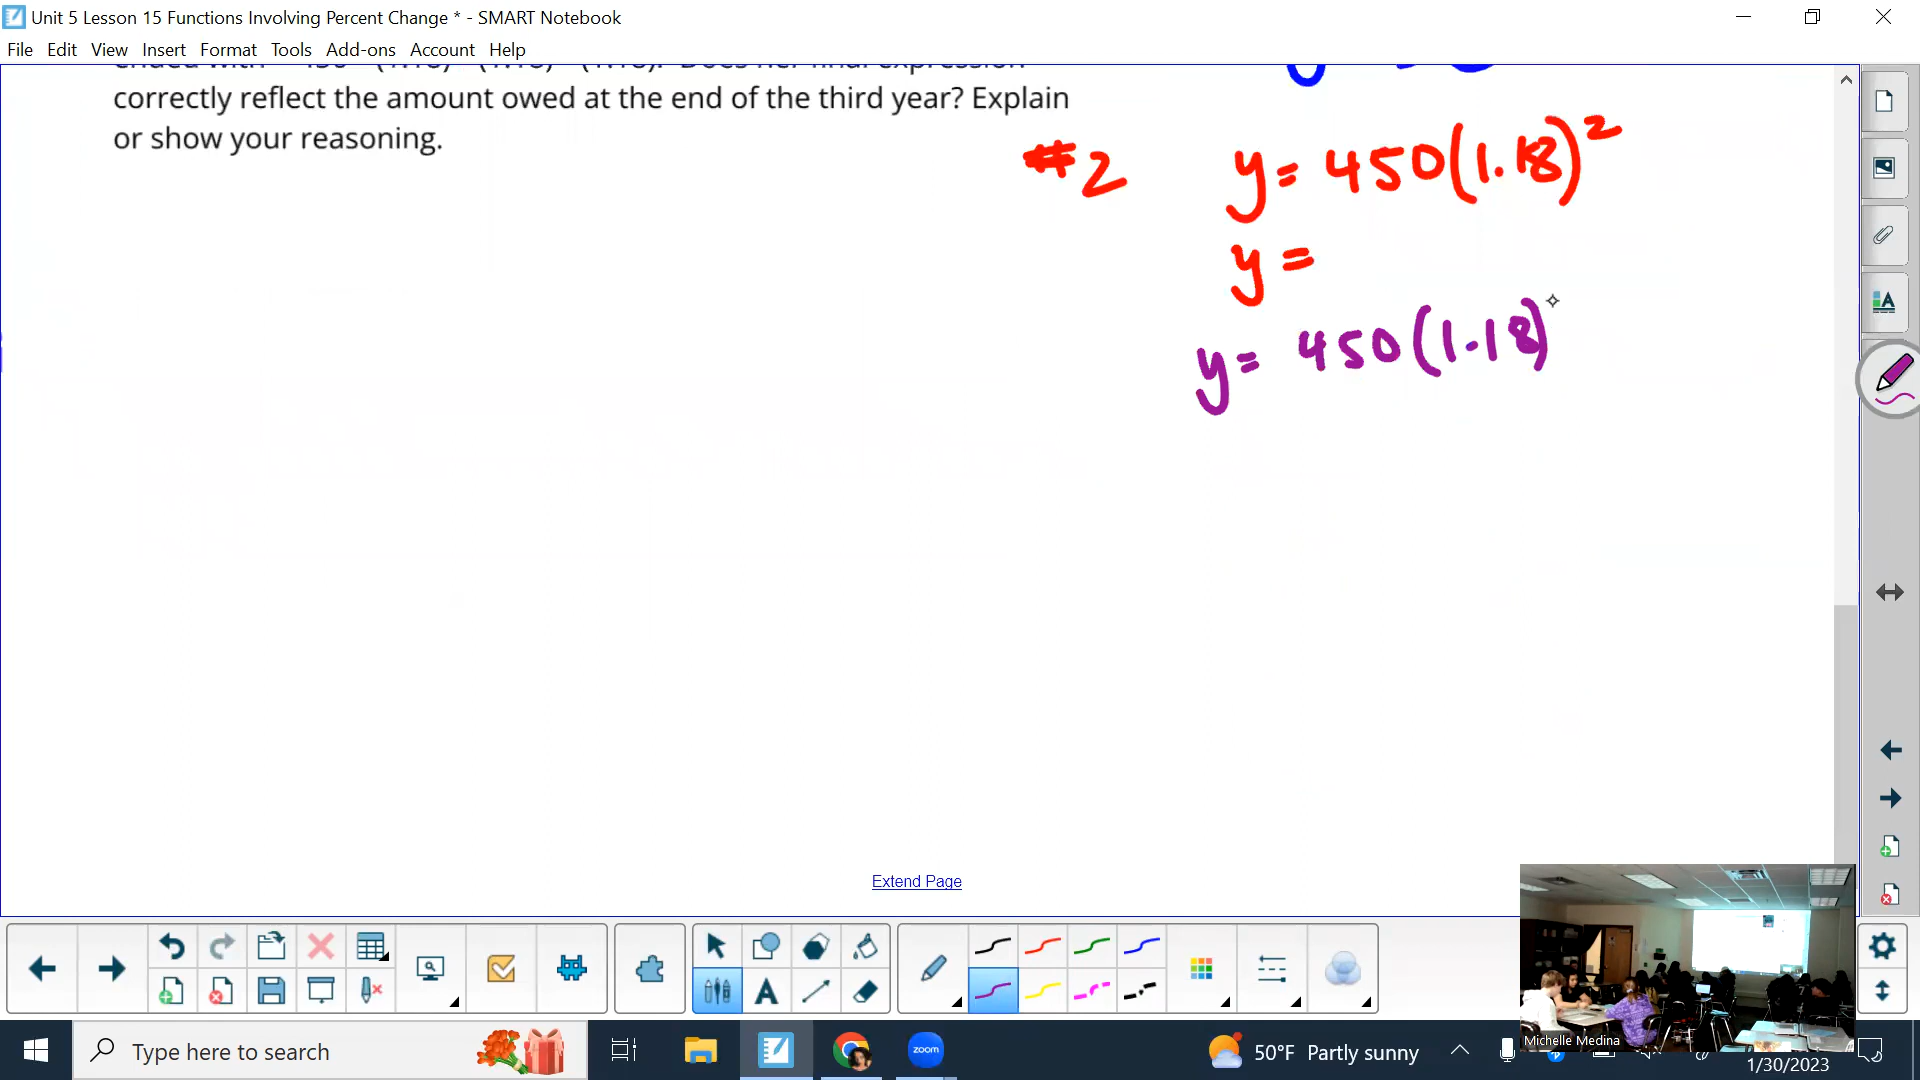 Unit 5 Lesson 15 Functions Involving Percent Change * - SMART Notebook
File Edit View Insert Format Tools Add-ons Account Help
correctly reflect the amount owed at the end of the third year? Explain
or show your reasoning.
#2 y = 450(1.18)²
y =
y = 450(1.18)
Extend Page
Michelle Medina
Type here to search
zoom
50°F Partly sunny
1/30/2023